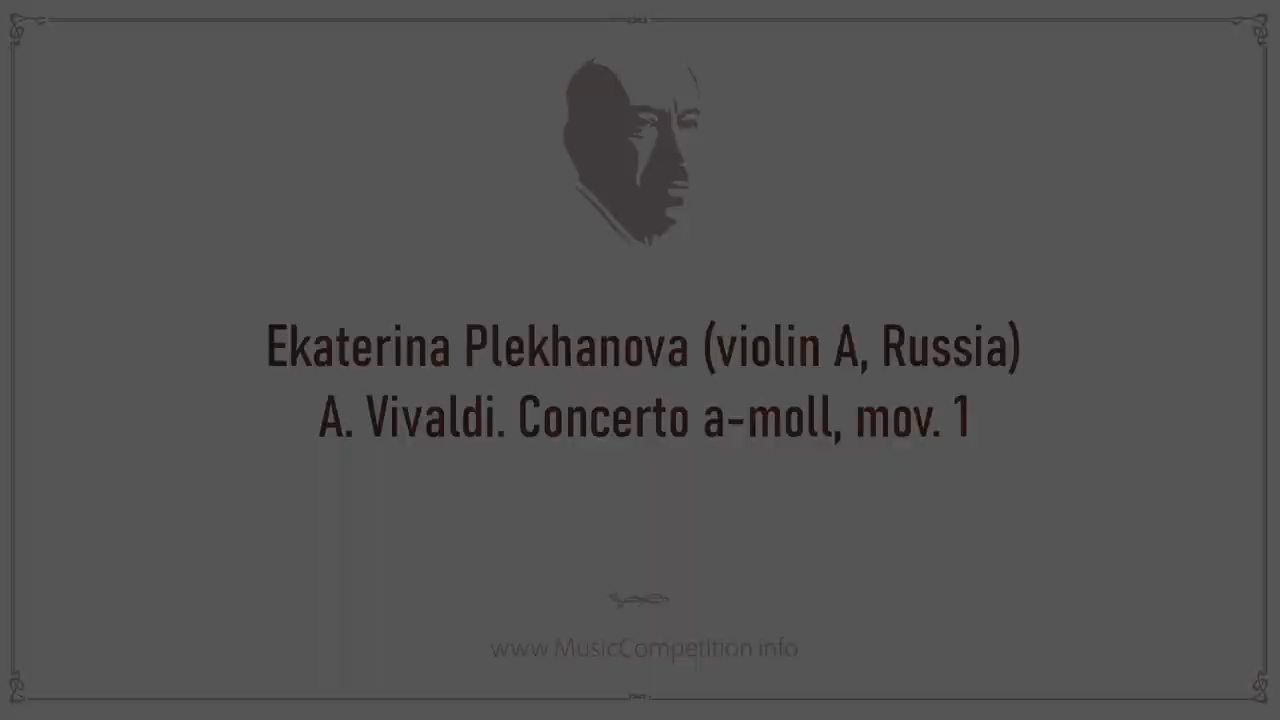 Ekaterina Plekhanova (violin A, Russia)
A. Vivaldi. Concerto a-moll, mov. 1
www.MusicCompetition.info